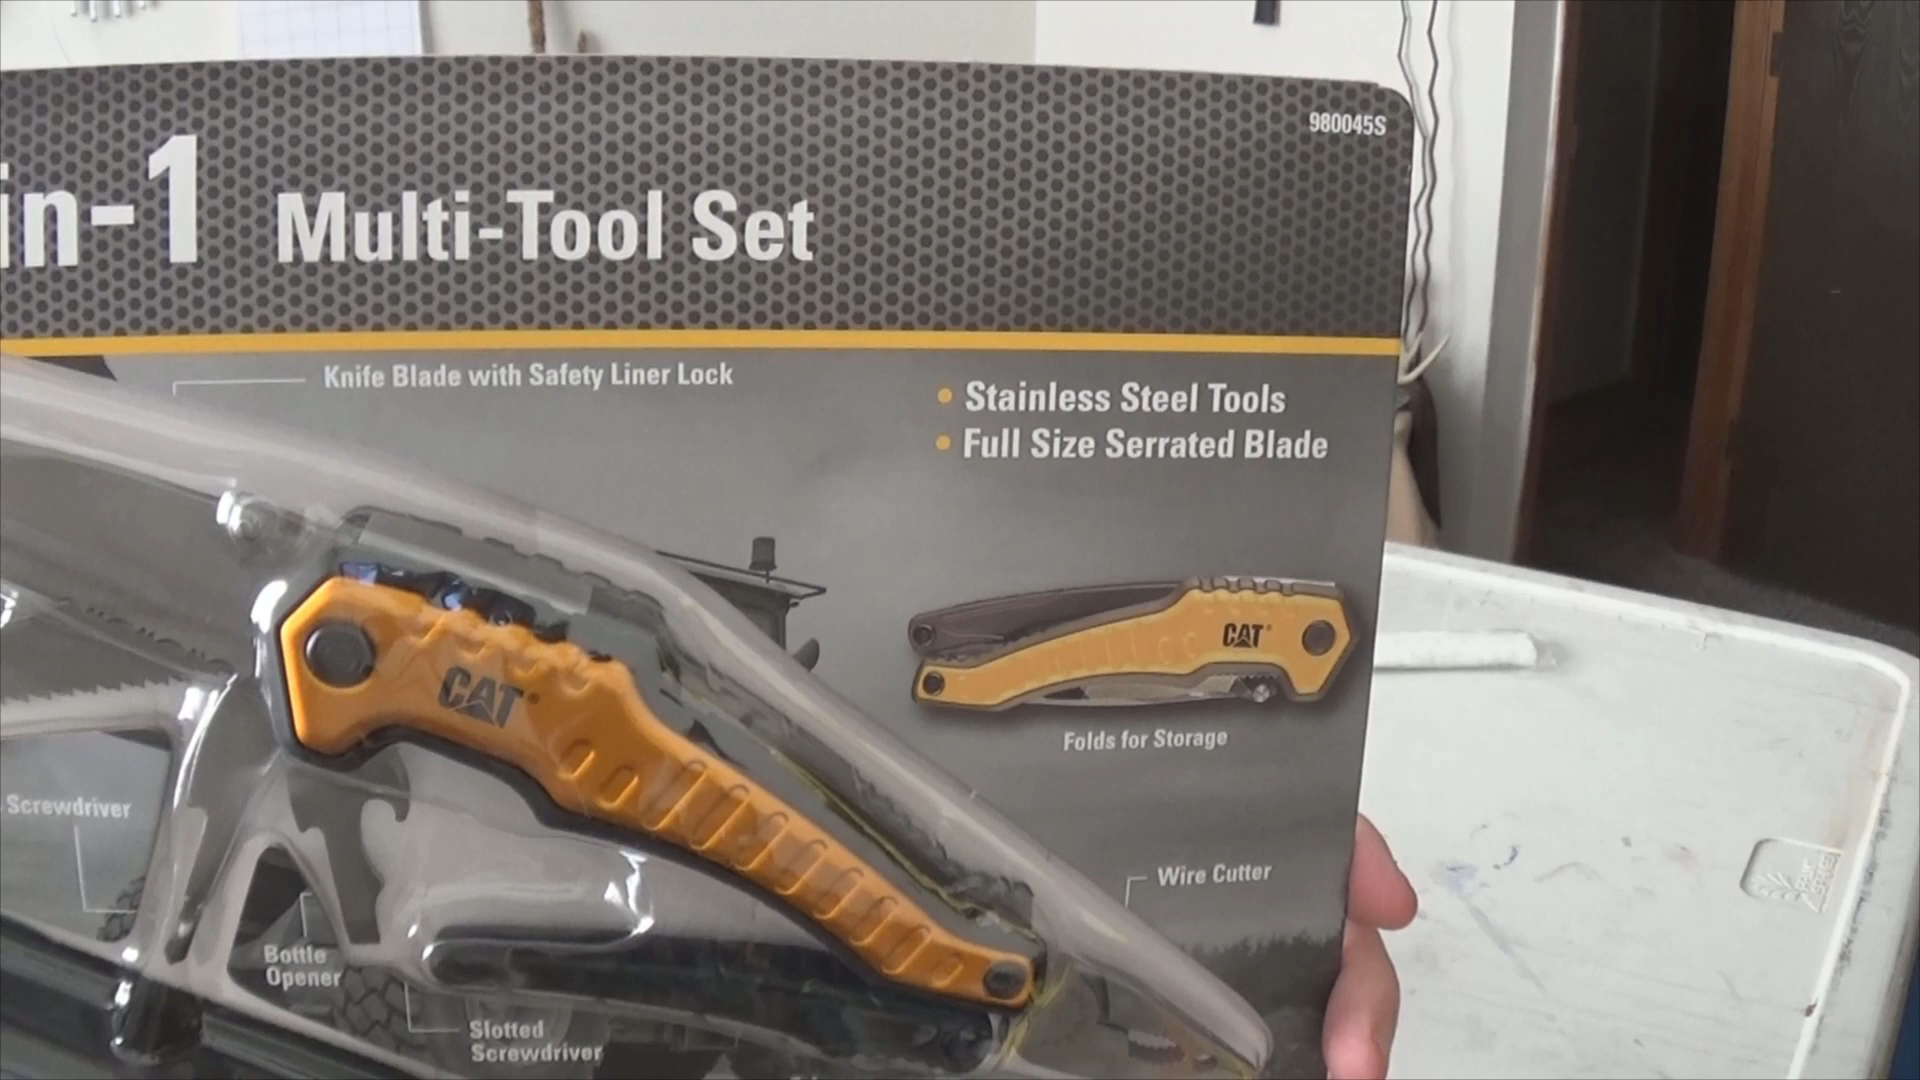 980045S
in-1 Multi-Tool Set
Knife Blade with Safety Liner Lock
• Stainless Steel Tools
• Full Size Serrated Blade
CAT®
CAT®
Folds for Storage
Screwdriver
Wire Cutter
Bottle
Opener
Slotted
Screwdriver